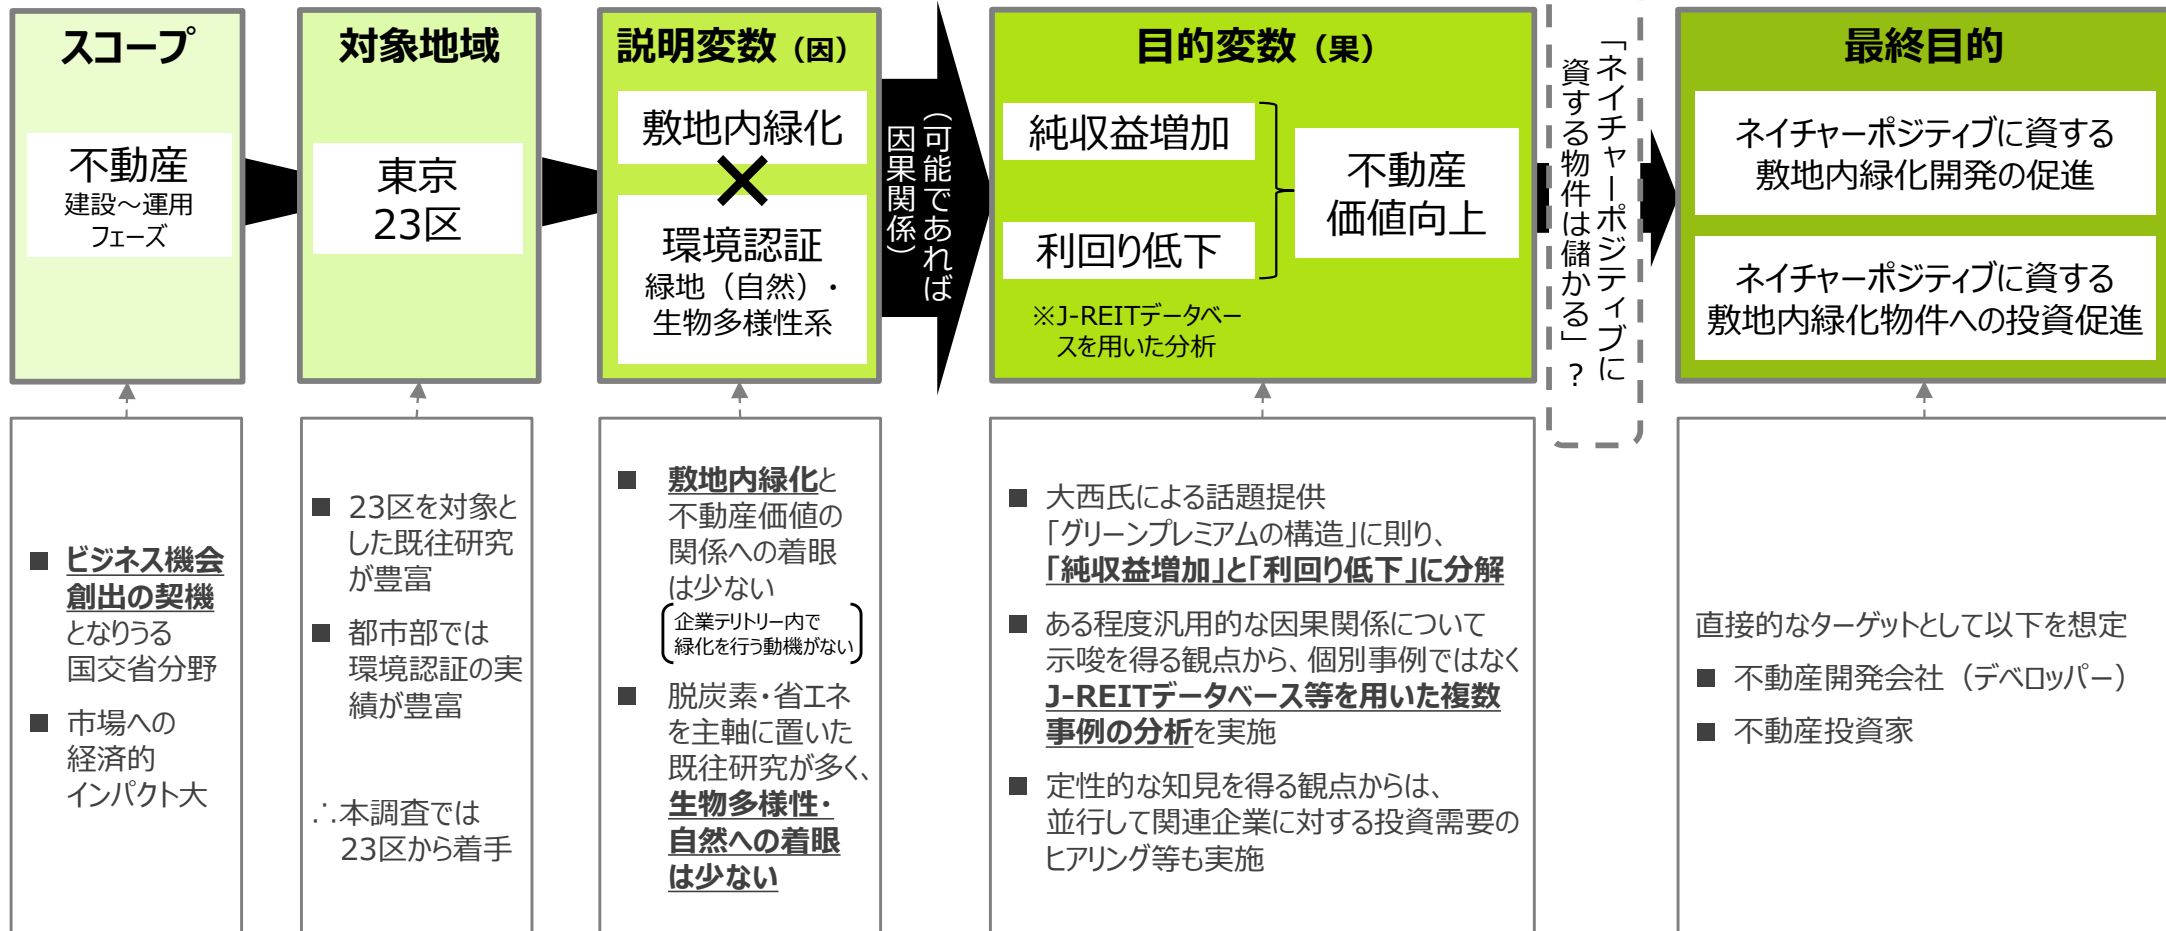 スコープ
不動産
建設～運用
フェーズ
対象地域
東京
23区
説明変数（因）
敷地内緑化
×
環境認証
緑地（自然）・
生物多様性系
（可能であれば
因果関係）
目的変数（果）
純収益増加
利回り低下
不動産
価値向上
※J-REITデータベー
スを用いた分析
「ネイチャーポジティブに
資する物件は儲かる」？
最終目的
ネイチャーポジティブに資する
敷地内緑化開発の促進
ネイチャーポジティブに資する
敷地内緑化物件への投資促進
■ ビジネス機会
創出の契機
となりうる
国交省分野
■ 市場への
経済的
インパクト大
■ 23区を対象と
した既往研究
が豊富
■ 都市部では
環境認証の実
績が豊富
∴本調査では
23区から着手
■ 敷地内緑化と
不動産価値の
関係への着眼
は少ない
企業テリトリー内で
緑化を行う動機がない
■ 脱炭素・省エネ
を主軸に置いた
既往研究が多く、
生物多様性・
自然への着眼
は少ない
■ 大西氏による話題提供
「グリーンプレミアムの構造」に則り、
「純収益増加」と「利回り低下」に分解
■ ある程度汎用的な因果関係について
示唆を得る観点から、個別事例ではなく
J-REITデータベース等を用いた複数
事例の分析を実施
■ 定性的な知見を得る観点からは、
並行して関連企業に対する投資需要の
ヒアリング等も実施
直接的なターゲットとして以下を想定
■ 不動産開発会社（デベロッパー）
■ 不動産投資家